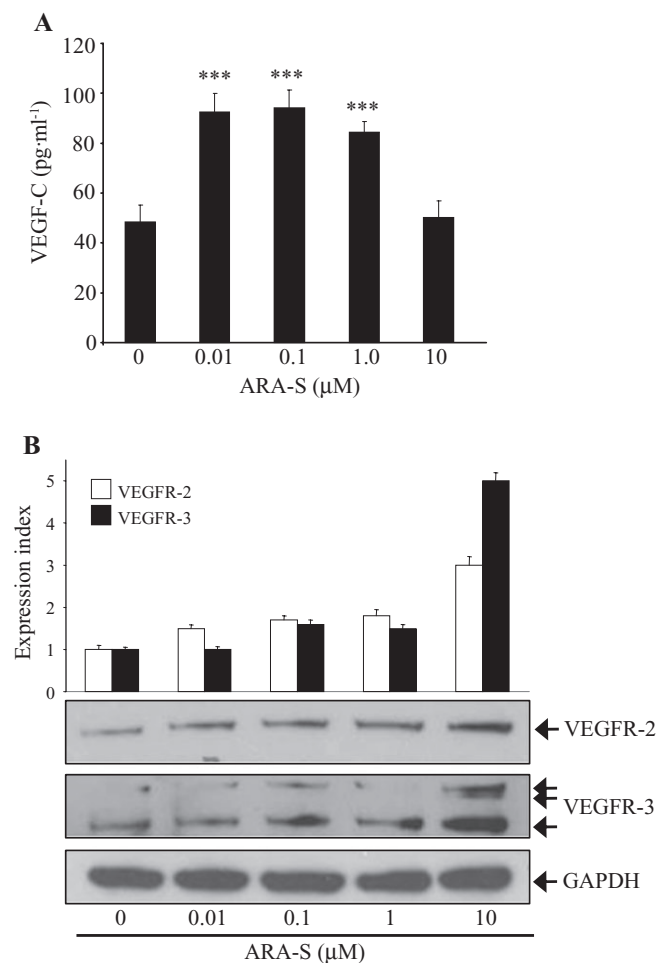 A
120
100
80
60
40
20
0
VEGF-C (pg·ml⁻¹)
*** *** ***
0 0.01 0.1 1.0 10
ARA-S (μM)
B
5
4
3
2
1
0
Expression index
VEGFR-2
VEGFR-3
VEGFR-2
VEGFR-3
GAPDH
0 0.01 0.1 1 10
ARA-S (μM)